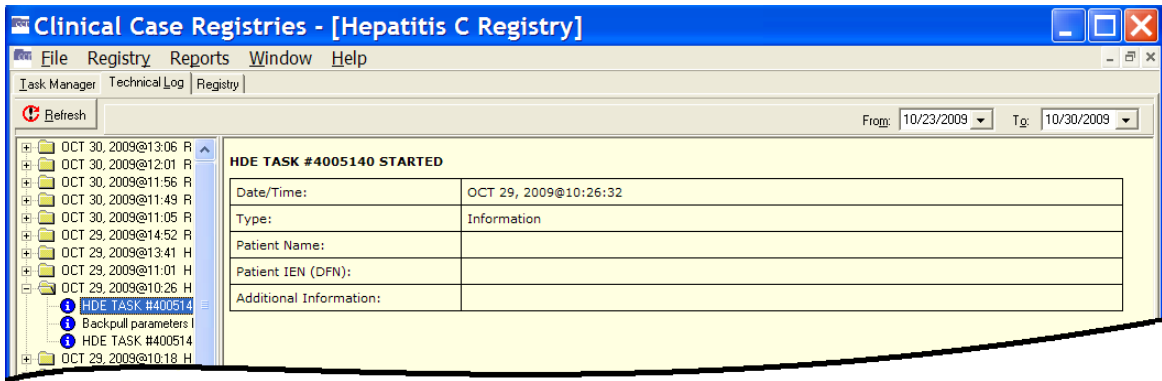 Clinical Case Registries - [Hepatitis C Registry]
File Registry Reports Window Help
Task Manager Technical Log Registry
Refresh From: 10/23/2009 To: 10/30/2009
OCT 30, 2009@13:06 R
OCT 30, 2009@12:01 R
OCT 30, 2009@11:56 R
OCT 30, 2009@11:49 R
OCT 30, 2009@11:05 R
OCT 29, 2009@14:52 R
OCT 29, 2009@13:41 H
OCT 29, 2009@11:01 H
OCT 29, 2009@10:26 H
HDE TASK #400514
Backpull parameters
HDE TASK #400514
OCT 29, 2009@10:18 H
HDE TASK #4005140 STARTED
Date/Time: OCT 29, 2009@10:26:32
Type: Information
Patient Name:
Patient IEN (DFN):
Additional Information: